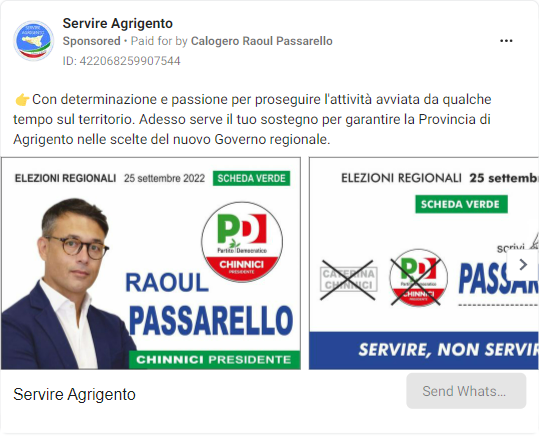 Servire Agrigento
Sponsored • Paid for by Calogero Raoul Passarello
ID: 422068259907544
👉Con determinazione e passione per proseguire l'attività avviata da qualche
tempo sul territorio. Adesso serve il tuo sostegno per garantire la Provincia di
Agrigento nelle scelte del nuovo Governo regionale.
SERVIRE
AGRIGENTO
ELEZIONI REGIONALI 25 settembre 2022 SCHEDA VERDE
PD
Partito Democratico
CHINNICI
PRESIDENTE
RAOUL
PASSARELLO
CHINNICI PRESIDENTE
ELEZIONI REGIONALI 25 settem
SCHEDA VERDE
scrivi
CATERINA
CHINNICI
PD
CHINNICI
PRESIDENTE
PASSAR
SERVIRE, NON SERVIR
Servire Agrigento
Send Whats...